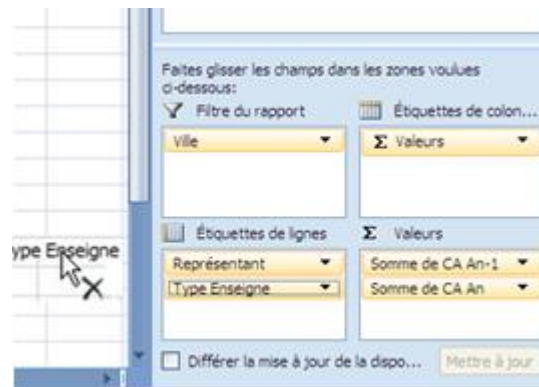 Faites glisser les champs dans les zones voulues
ci-dessous:
Filtre du rapport
Étiquettes de colon...
Ville
Σ Valeurs
Étiquettes de lignes
Σ Valeurs
ype Enseigne
Représentant
Somme de CA An-1
Type Enseigne
Somme de CA An
Différer la mise à jour de la dispo...
Mettre à jour